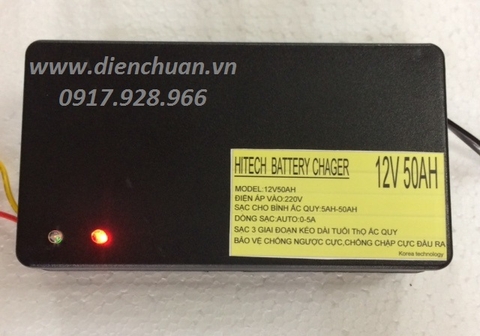 www.dienchuan.vn
0917.928.966
HITECH BATTERY CHAGER
12V 50AH
MODEL:12V50AH
ĐIỆN ÁP VÀO:220V
SẠC CHO BÌNH ẮC QUY:5AH-50AH
DÒNG SẠC:AUTO:0-5A
SẠC 3 GIAI ĐOẠN KÉO DÀI TUỔI THỌ ẮC QUY
BẢO VỆ CHỐNG NGƯỢC CỰC,CHỐNG CHẬP CỰC ĐẦU RA
Korea technology